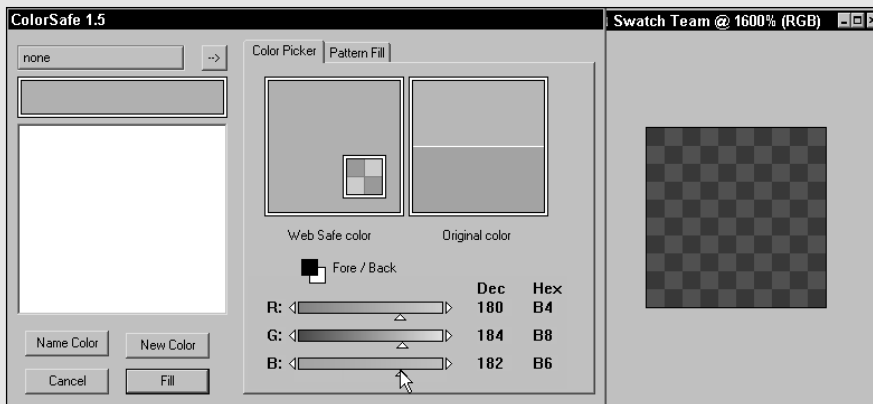 ColorSafe 1.5
Swatch Team @ 1600% (RGB)
none
-->
Color Picker
Pattern Fill
Web Safe color
Original color
Fore / Back
Dec Hex
R: 180 B4
G: 184 B8
B: 182 B6
Name Color
New Color
Cancel
Fill